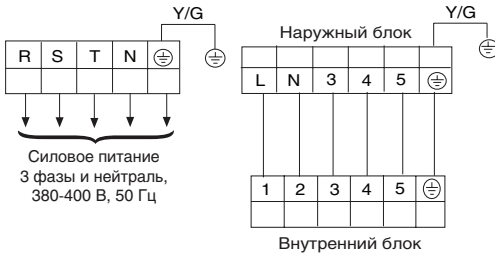 Y/G
R S T N
Силовое питание
3 фазы и нейтраль,
380-400 В, 50 Гц
Y/G
Наружный блок
L N 3 4 5
1 2 3 4 5
Внутренний блок